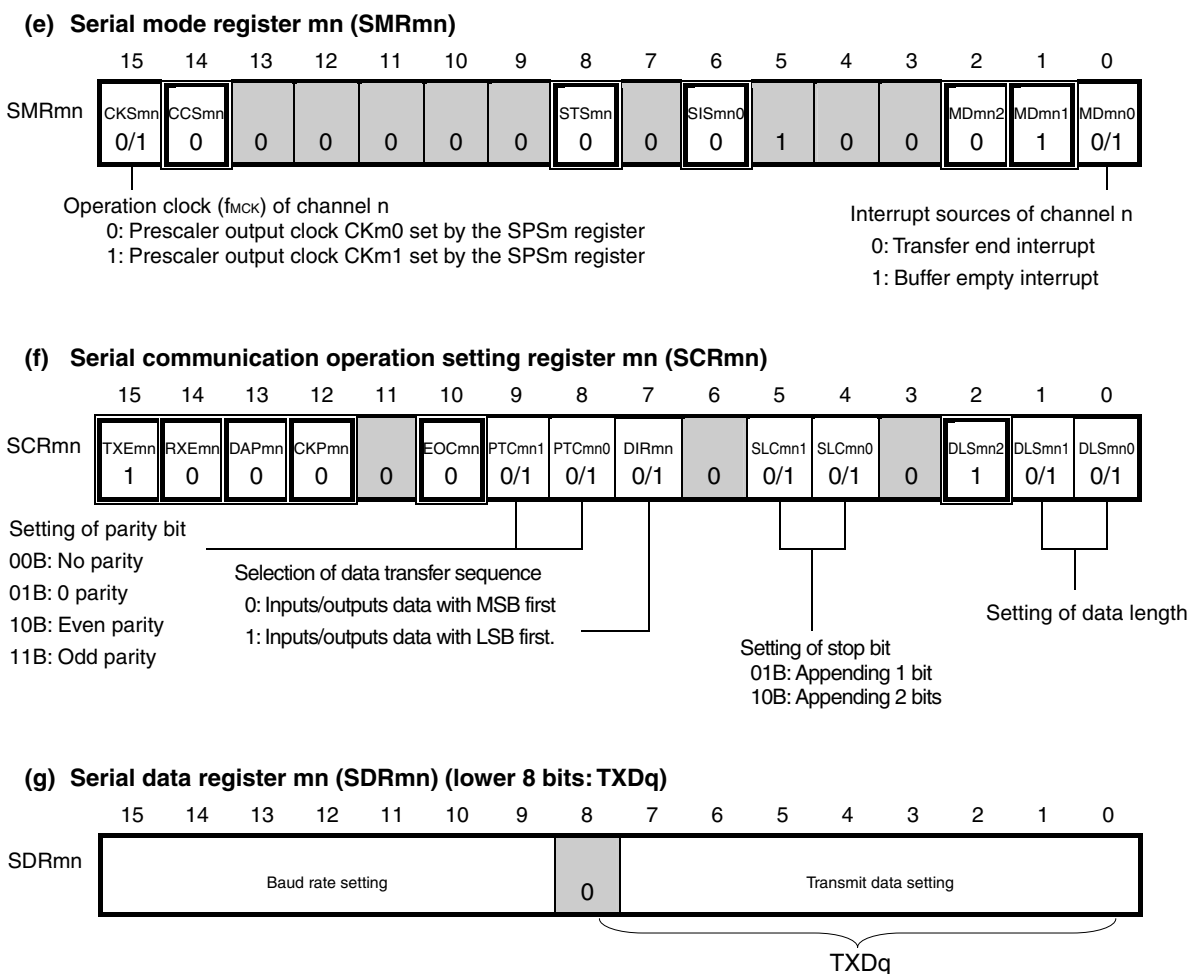 (e) Serial mode register mn (SMRmn)
15 14 13 12 11 10 9 8 7 6 5 4 3 2 1 0
SMRmn
CKSmn CCSmn STSmn SISmn0 MDmn2 MDmn1 MDmn0
0/1 0 0 0 0 0 0 0 0 0 1 0 0 0 1 0/1
Operation clock (fMCK) of channel n
0: Prescaler output clock CKm0 set by the SPSm register
1: Prescaler output clock CKm1 set by the SPSm register
Interrupt sources of channel n
0: Transfer end interrupt
1: Buffer empty interrupt
(f) Serial communication operation setting register mn (SCRmn)
15 14 13 12 11 10 9 8 7 6 5 4 3 2 1 0
SCRmn
TXEmn RXEmn DAPmn CKPmn EOCmn PTCmn1 PTCmn0 DIRmn SLCmn1 SLCmn0 DLSmn2 DLSmn1 DLSmn0
1 0 0 0 0 0 0/1 0/1 0/1 0 0/1 0/1 0 1 0/1 0/1
Setting of parity bit
00B: No parity
01B: 0 parity
10B: Even parity
11B: Odd parity
Selection of data transfer sequence
0: Inputs/outputs data with MSB first
1: Inputs/outputs data with LSB first.
Setting of stop bit
01B: Appending 1 bit
10B: Appending 2 bits
Setting of data length
(g) Serial data register mn (SDRmn) (lower 8 bits: TXDq)
15 14 13 12 11 10 9 8 7 6 5 4 3 2 1 0
SDRmn
Baud rate setting 0 Transmit data setting
TXDq